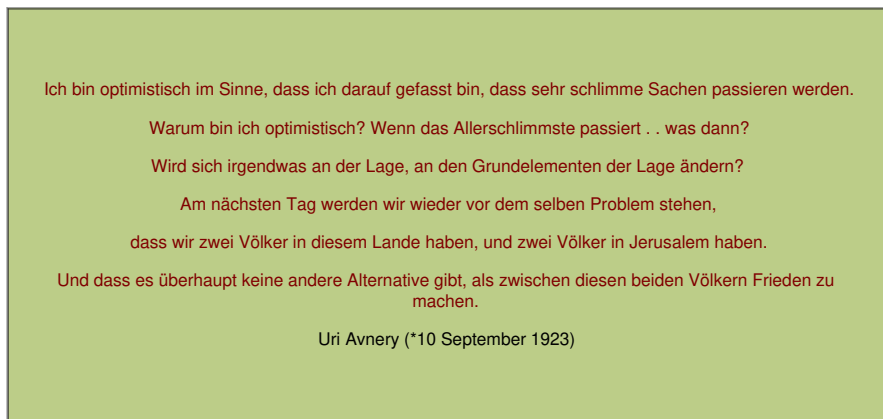 Ich bin optimistisch im Sinne, dass ich darauf gefasst bin, dass sehr schlimme Sachen passieren werden.
Warum bin ich optimistisch? Wenn das Allerschlimmste passiert . . was dann?
Wird sich irgendwas an der Lage, an den Grundelementen der Lage ändern?
Am nächsten Tag werden wir wieder vor dem selben Problem stehen,
dass wir zwei Völker in diesem Lande haben, und zwei Völker in Jerusalem haben.
Und dass es überhaupt keine andere Alternative gibt, als zwischen diesen beiden Völkern Frieden zu
machen.
Uri Avnery (*10 September 1923)